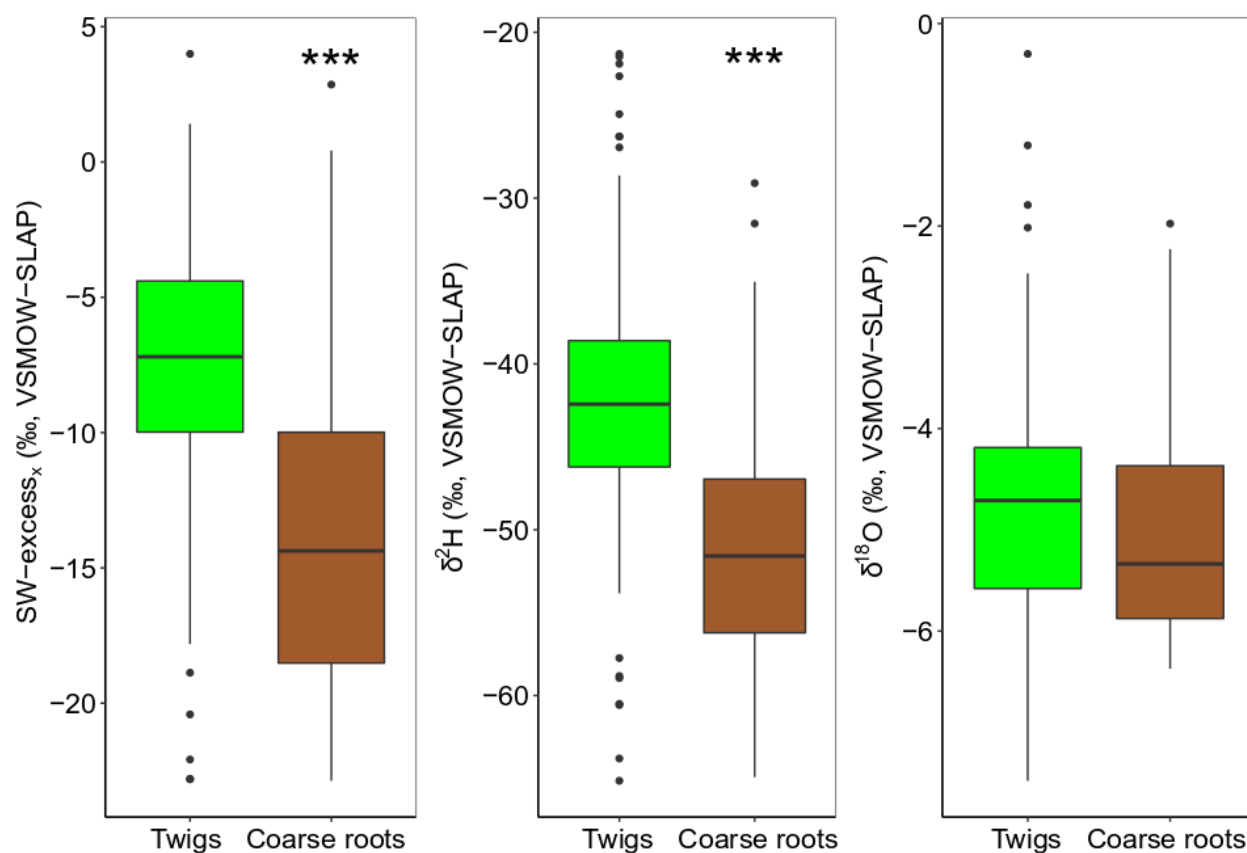 SW−excessₓ (‰, VSMOW−SLAP)
5
0
−5
−10
−15
−20
***
Twigs
Coarse roots
δ²H (‰, VSMOW−SLAP)
−20
−30
−40
−50
−60
***
Twigs
Coarse roots
δ¹⁸O (‰, VSMOW−SLAP)
0
−2
−4
−6
Twigs
Coarse roots